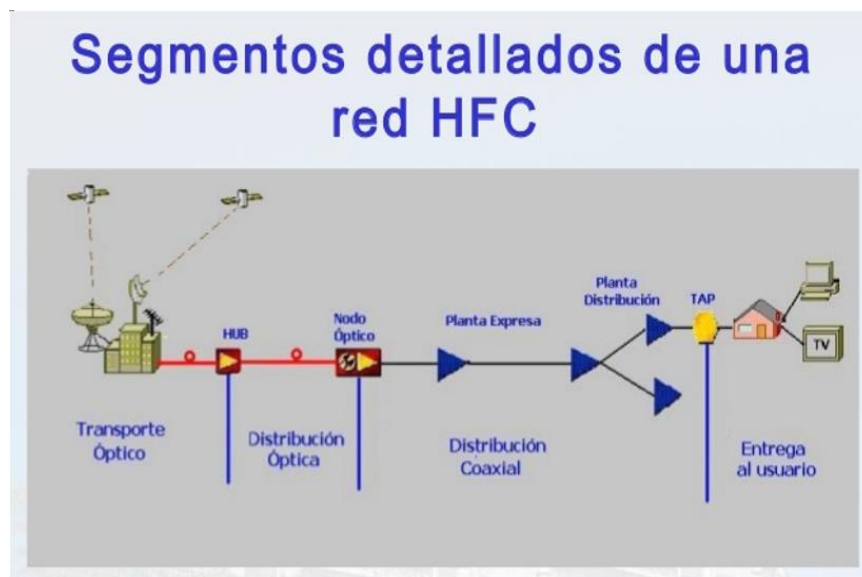 Segmentos detallados de una
red HFC
Planta
Distribución
TAP
HUB
Nodo
Óptico
Planta Expresa
TV
Transporte
Óptico
Distribución
Óptica
Distribución
Coaxial
Entrega
al usuario